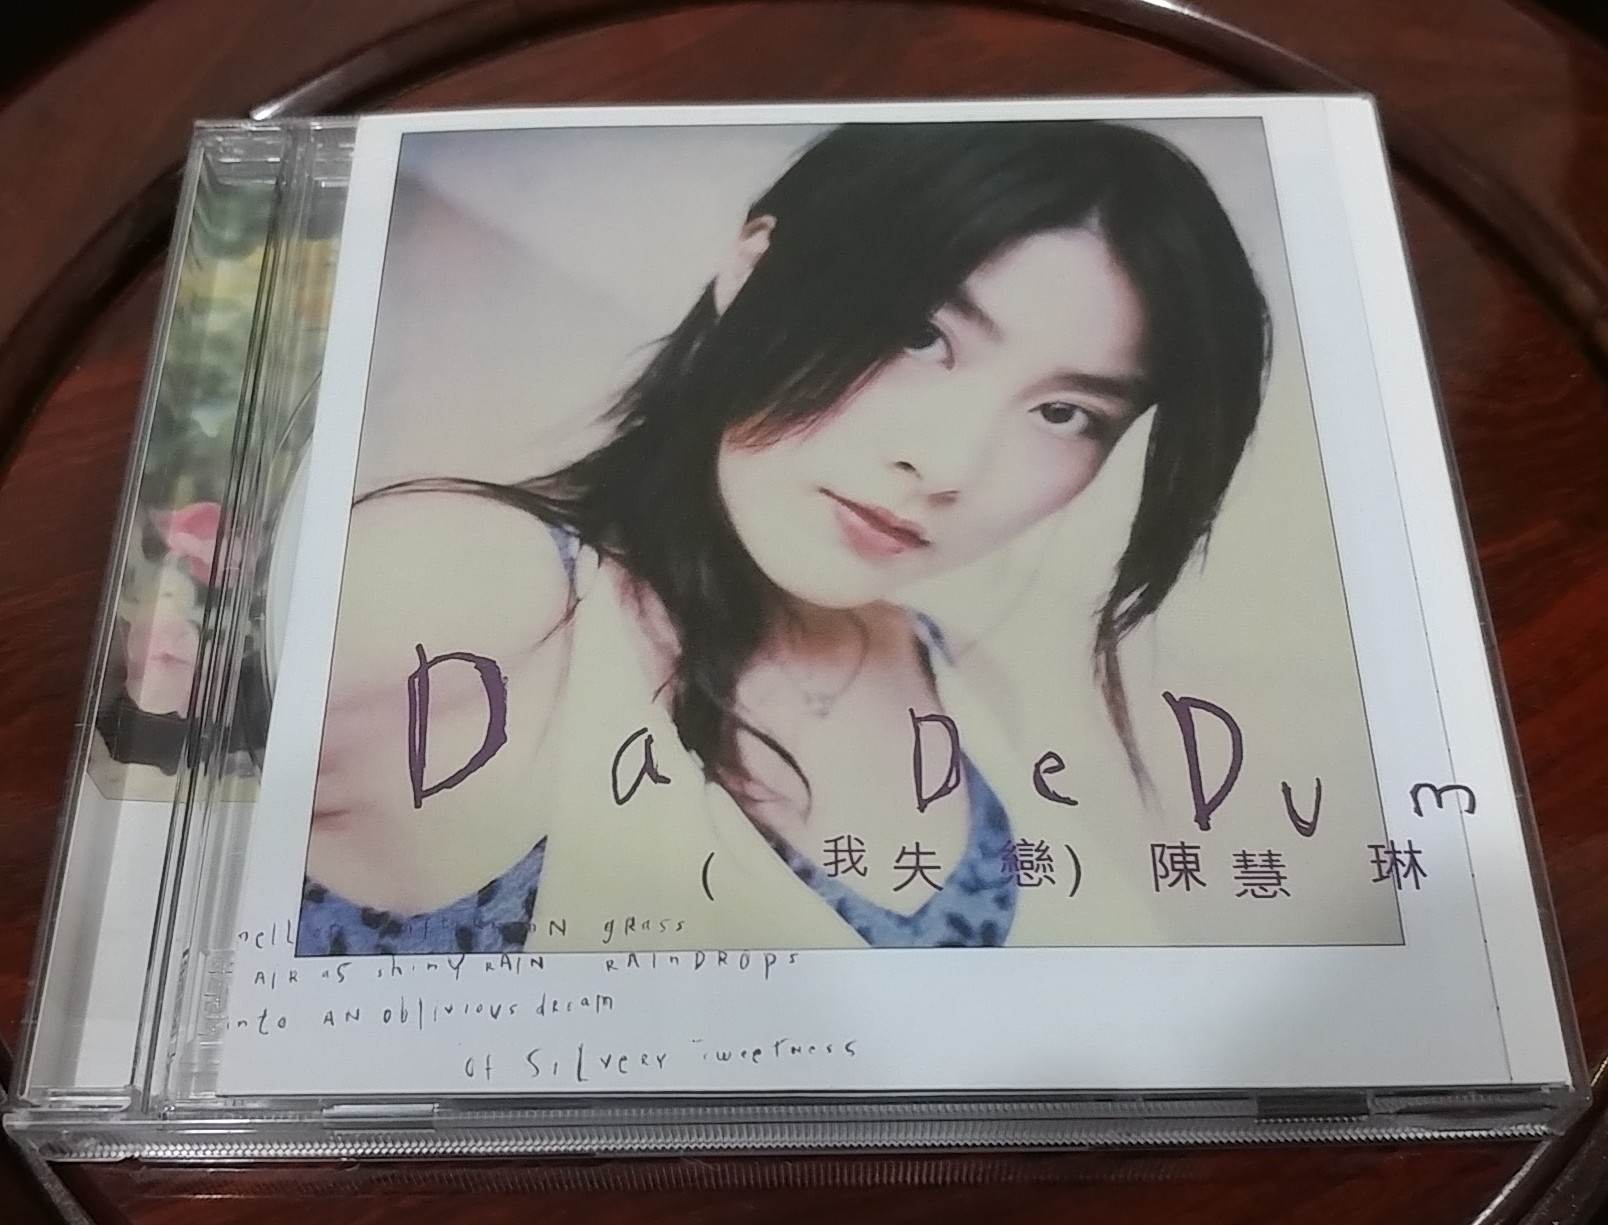 Da De Dum
(我失戀) 陳慧琳
grass
AIR as shiny RAIN RAInDROps
into AN oblivious dream
of SILveRy sweetness